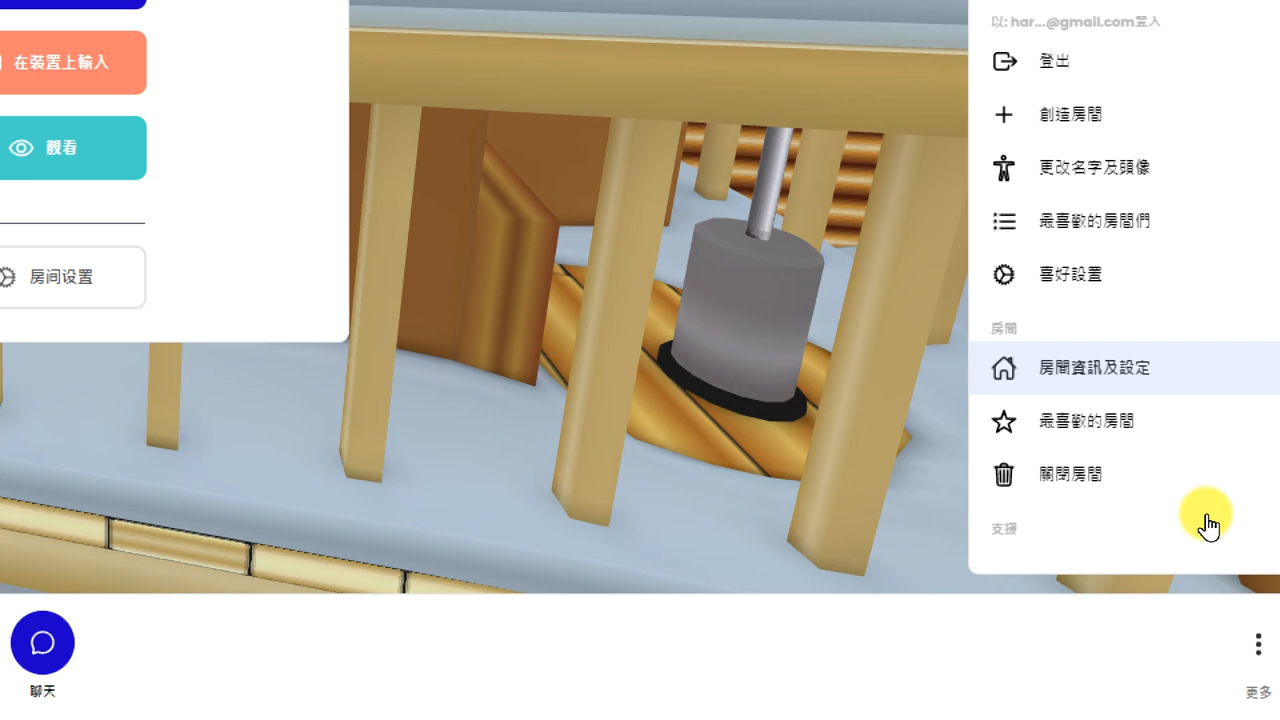 在裝置上輸入
觀看
房间设置
以: har...@gmail.com登入
登出
創造房間
更改名字及頭像
最喜歡的房間們
喜好設置
房間
房間資訊及設定
最喜歡的房間
關閉房間
支援
聊天
更多